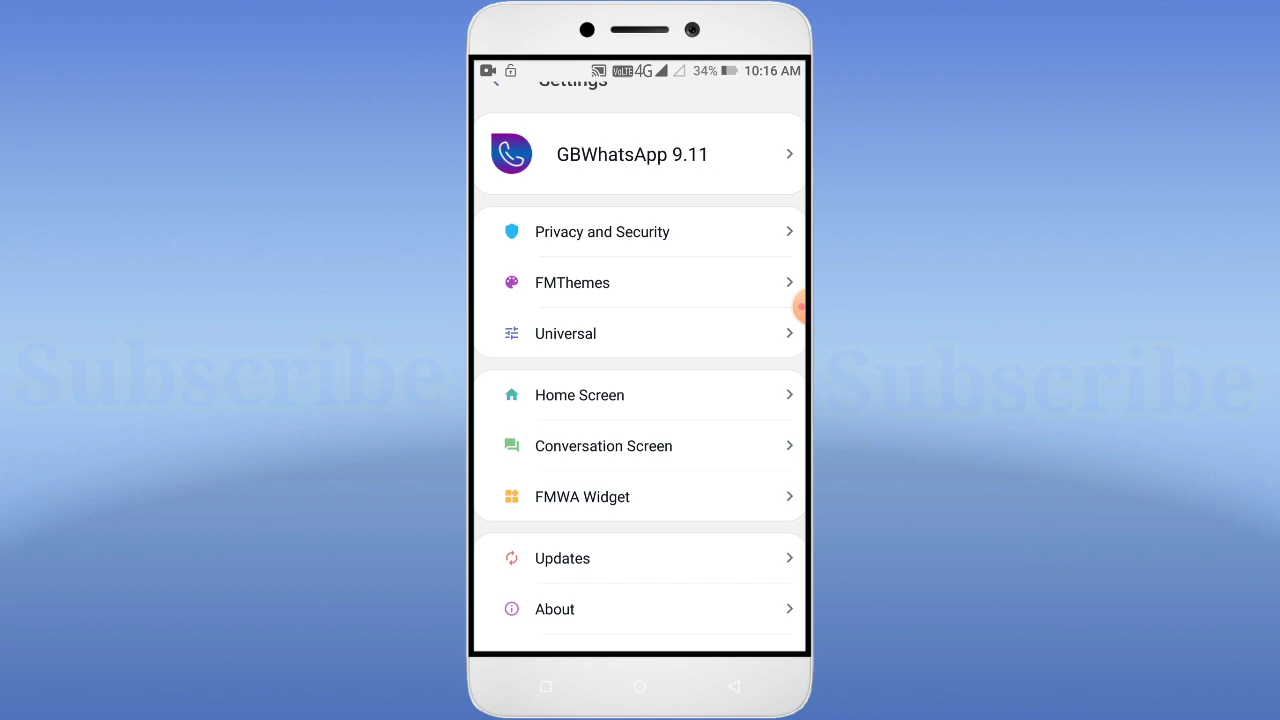 VoLTE 4G 34% 10:16 AM
Settings
GBWhatsApp 9.11
Privacy and Security
FMThemes
Universal
Subscribe Subscribe
Home Screen
Conversation Screen
FMWA Widget
Updates
About